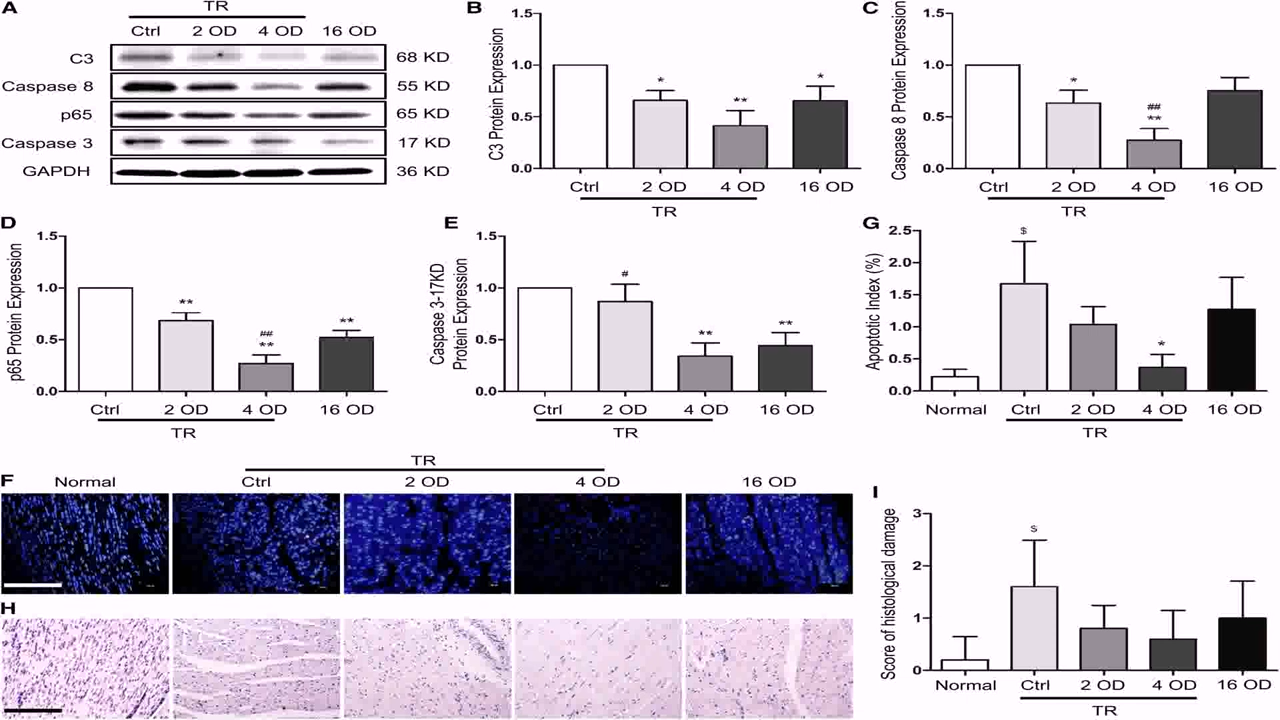 A
TR
Ctrl 2 OD 4 OD 16 OD
C3 68 KD
Caspase 8 55 KD
p65 65 KD
Caspase 3 17 KD
GAPDH 36 KD
B
C3 Protein Expression
1.5
1.0
0.5
0.0
*
**
*
Ctrl 2 OD 4 OD 16 OD
TR
C
Caspase 8 Protein Expression
1.5
1.0
0.5
0.0
*
##
**
Ctrl 2 OD 4 OD 16 OD
TR
D
p65 Protein Expression
1.5
1.0
0.5
0.0
**
##
**
**
Ctrl 2 OD 4 OD 16 OD
TR
E
Caspase 3-17KD
Protein Expression
1.5
1.0
0.5
0.0
#
**
**
Ctrl 2 OD 4 OD 16 OD
TR
G
Apoptotic Index (%)
2.5
2.0
1.5
1.0
0.5
0.0
$
*
Normal Ctrl 2 OD 4 OD 16 OD
TR
F
TR
Normal Ctrl 2 OD 4 OD 16 OD
H
I
Score of histological damage
3
2
1
0
$
Normal Ctrl 2 OD 4 OD 16 OD
TR